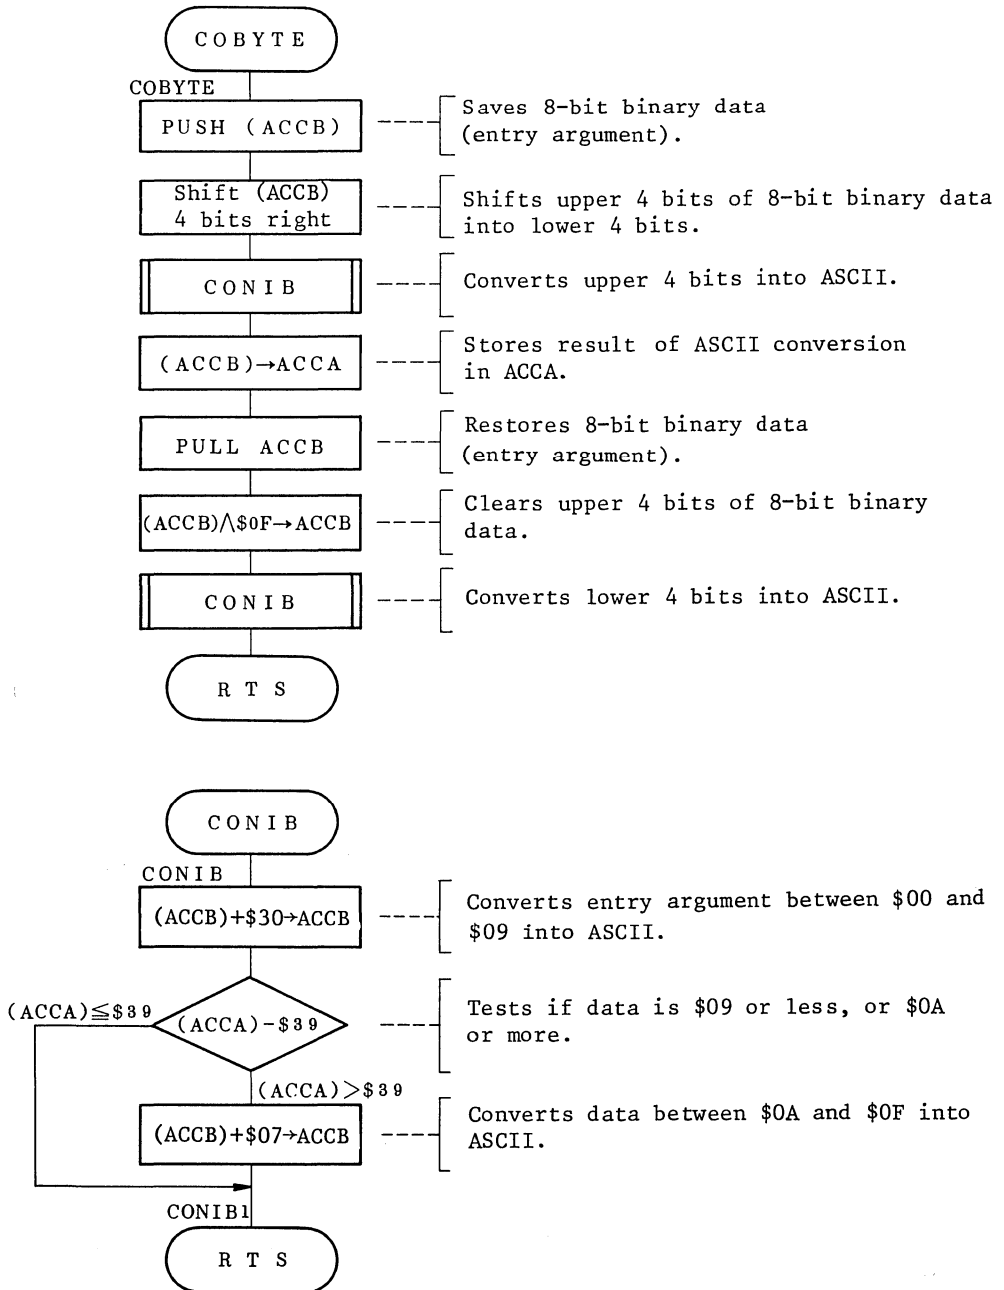 COBYTE
COBYTE
PUSH (ACCB)
Saves 8-bit binary data
(entry argument).
Shift (ACCB)
4 bits right
Shifts upper 4 bits of 8-bit binary data
into lower 4 bits.
CONIB
Converts upper 4 bits into ASCII.
(ACCB)→ACCA
Stores result of ASCII conversion
in ACCA.
PULL ACCB
Restores 8-bit binary data
(entry argument).
(ACCB)⋀$0F→ACCB
Clears upper 4 bits of 8-bit binary
data.
CONIB
Converts lower 4 bits into ASCII.
RTS
CONIB
CONIB
(ACCB)+$30→ACCB
Converts entry argument between $00 and
$09 into ASCII.
(ACCA)≦$39
(ACCA)-$39
Tests if data is $09 or less, or $0A
or more.
(ACCA)>$39
(ACCB)+$07→ACCB
Converts data between $0A and $0F into
ASCII.
CONIB1
RTS